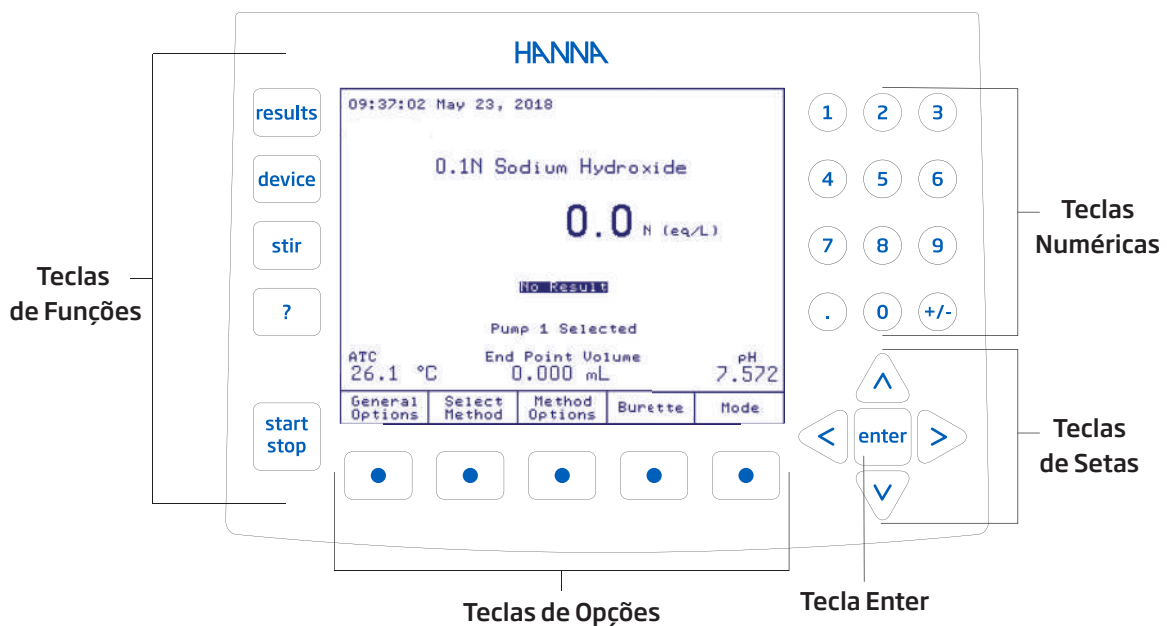 HANNA
results
device
stir
?
start
stop
Teclas
de Funções
09:37:02 May 23, 2018
0.1N Sodium Hydroxide
0.0 N (eq/L)
No Result
Pump 1 Selected
ATC End Point Volume pH
26.1 °C 0.000 mL 7.572
General Options
Select Method
Method Options
Burette
Mode
1 2 3
4 5 6
7 8 9
. 0 +/-
Teclas
Numéricas
^
< enter >
v
Teclas
de Setas
Teclas de Opções
Tecla Enter